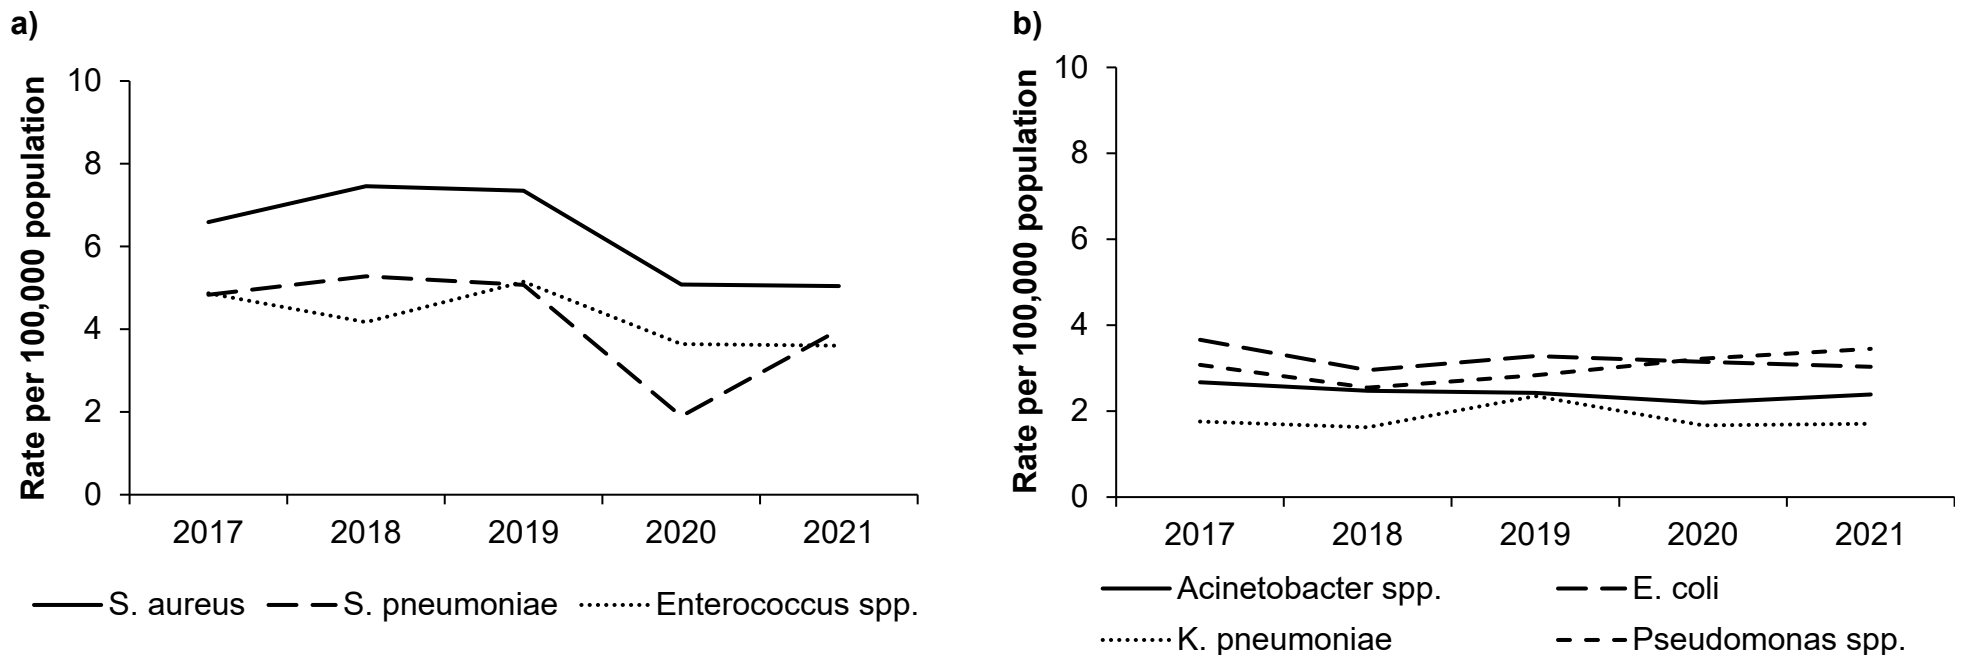 a)
Rate per 100,000 population
10
8
6
4
2
0
2017 2018 2019 2020 2021
S. aureus S. pneumoniae Enterococcus spp.
b)
Rate per 100,000 population
10
8
6
4
2
0
2017 2018 2019 2020 2021
Acinetobacter spp. E. coli
K. pneumoniae Pseudomonas spp.